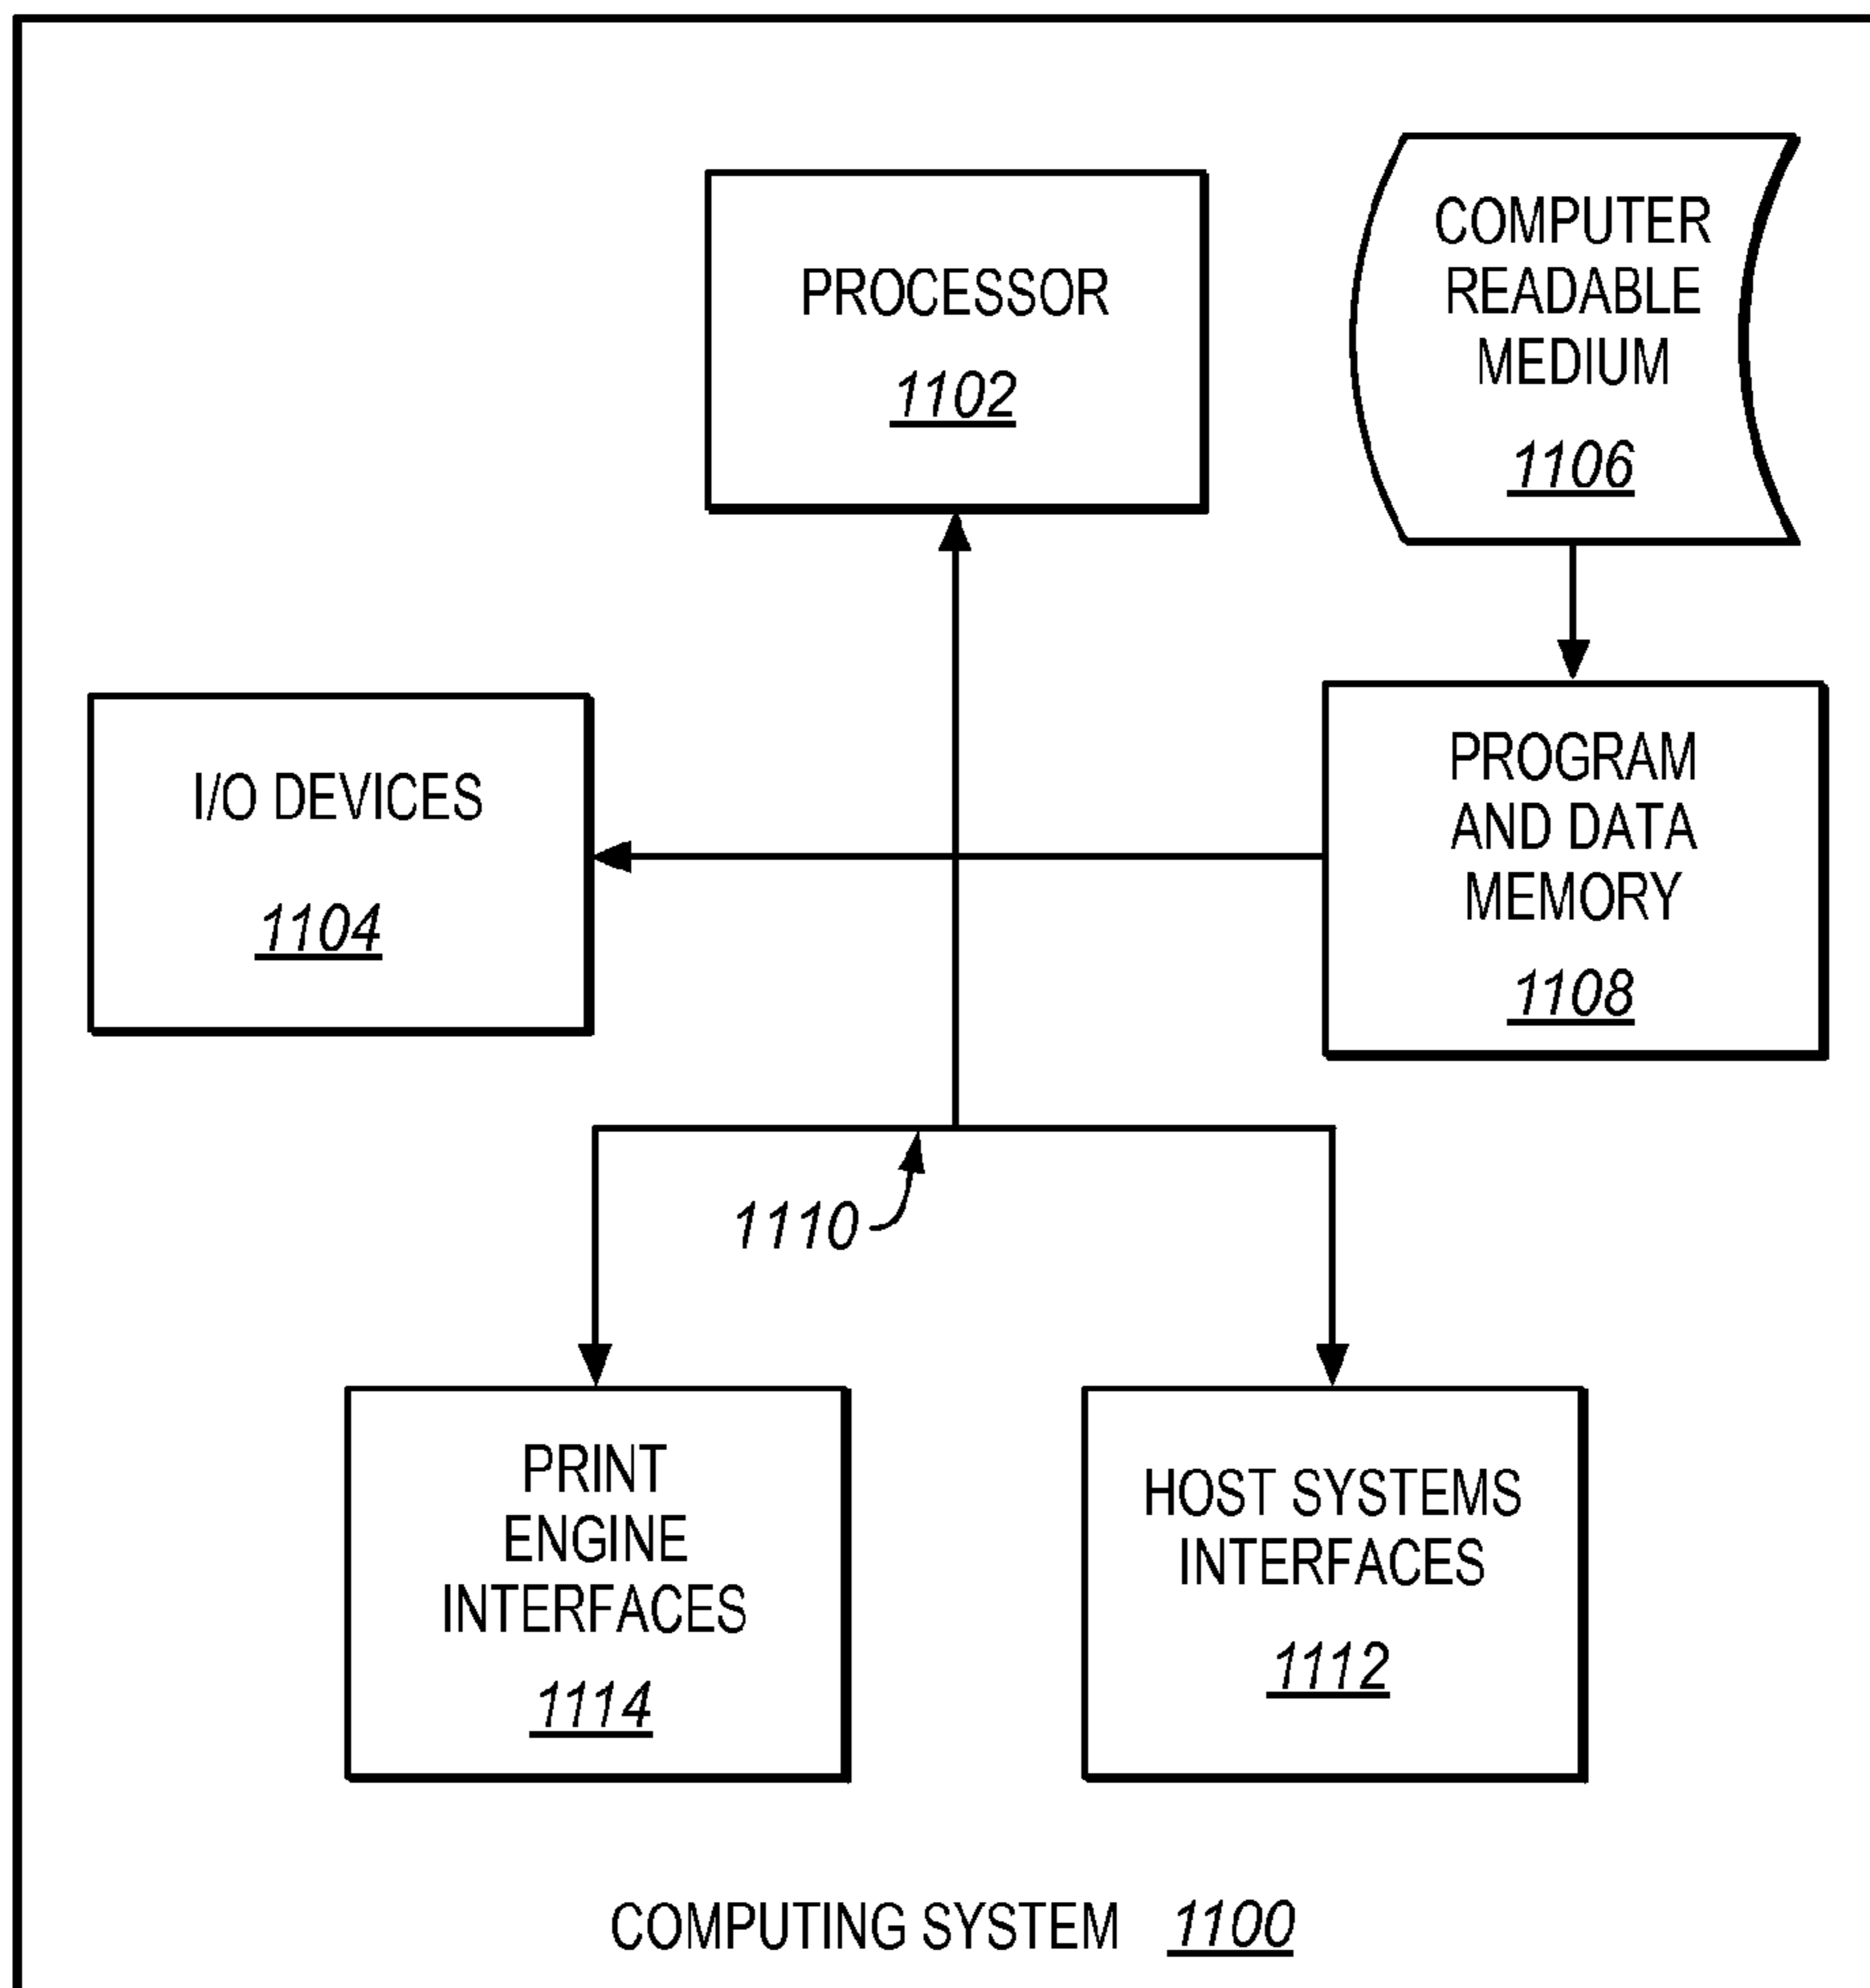 PROCESSOR
1102
COMPUTER
READABLE
MEDIUM
1106
I/O DEVICES
1104
PROGRAM
AND DATA
MEMORY
1108
1110
PRINT
ENGINE
INTERFACES
1114
HOST SYSTEMS
INTERFACES
1112
COMPUTING SYSTEM 1100